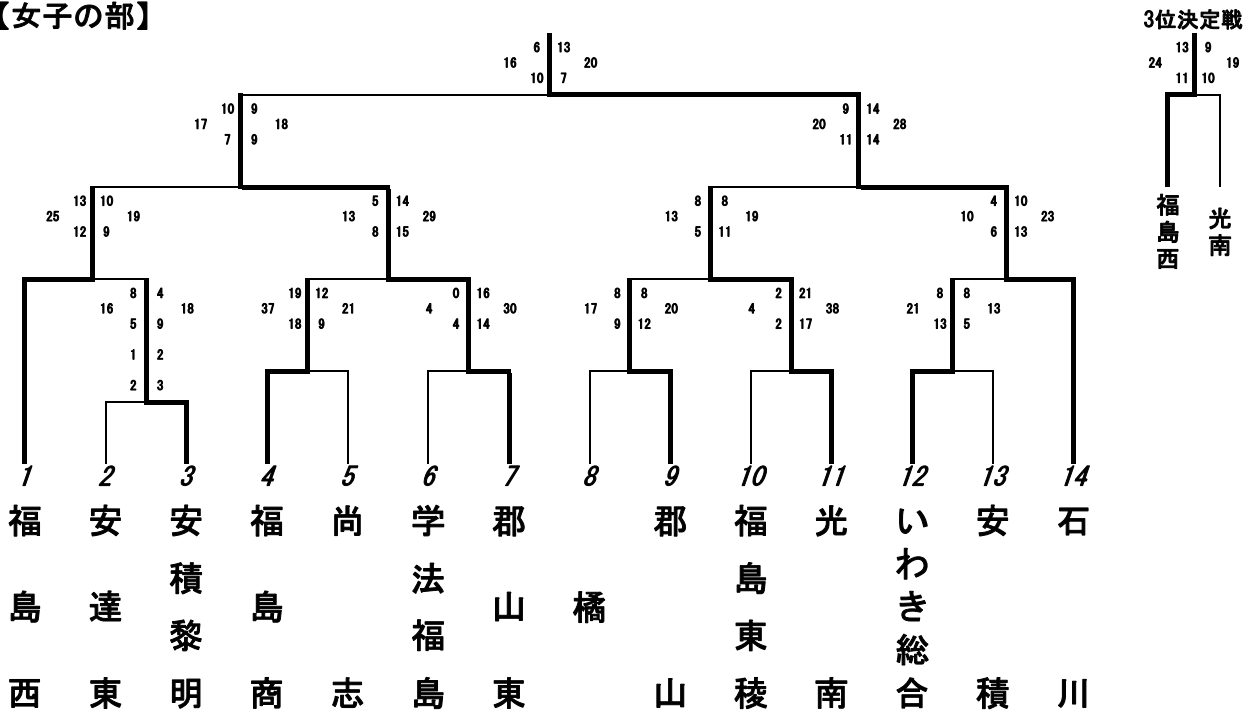 【女子の部】
3位決定戦
6 13
16 20
10 7
13 9
24 19
11 10
10 9
17 18
7 9
9 14
20 28
11 14
13 10
25 19
12 9
5 14
13 29
8 15
8 8
13 19
5 11
4 10
10 23
6 13
福島西
光南
8 4
16 18
5 9
1 2
2 3
19 12
37 21
18 9
0 16
4 30
4 14
8 8
17 20
9 12
2 21
4 38
2 17
8 8
21 13
13 5
1 2 3 4 5 6 7 8 9 10 11 12 13 14
福島西
安達東
安積黎明
福島商
尚志
学法福島
郡山東
橘
郡山
福島東稜
光南
いわき総合
安積
石川